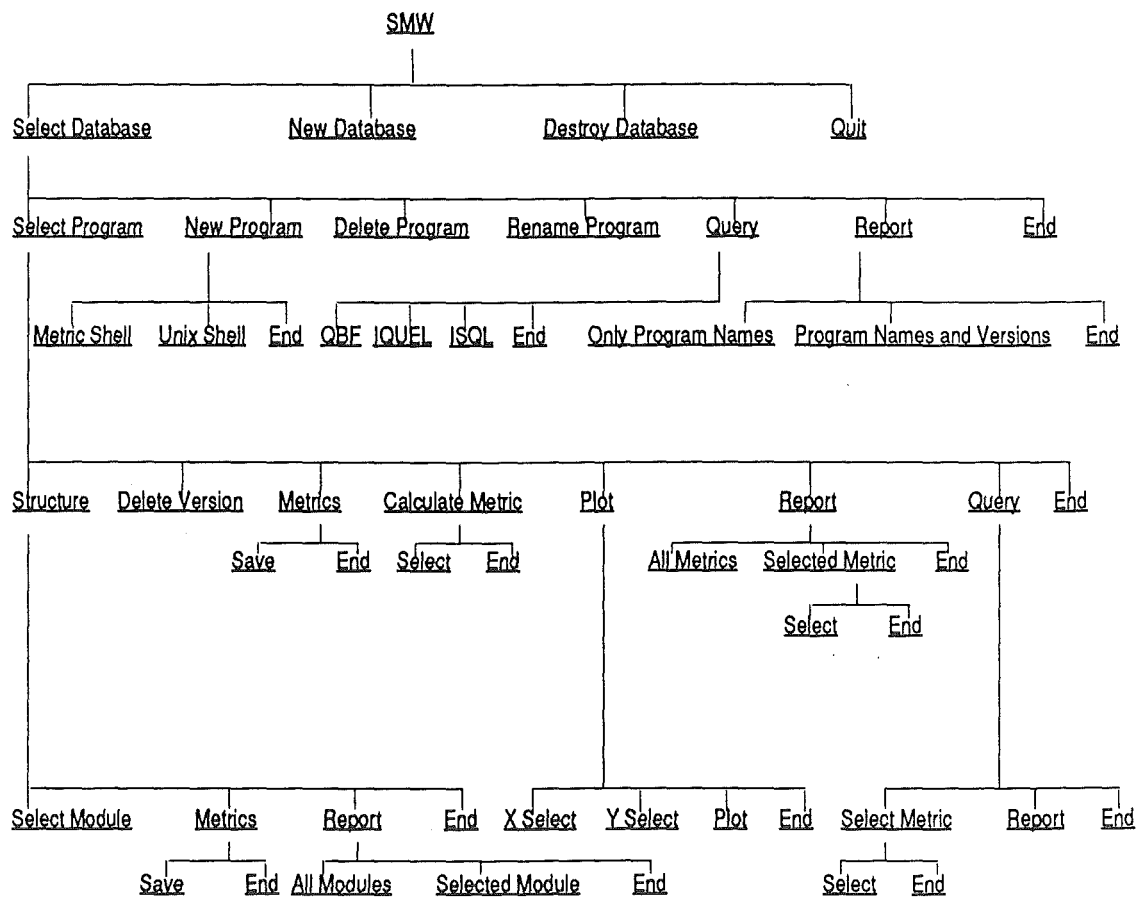 SMW
Select Database New Database Destroy Database Quit
Select Program New Program Delete Program Rename Program Query Report End
Metric Shell Unix Shell End QBF IQUEL ISQL End Only Program Names Program Names and Versions End
Structure Delete Version Metrics Calculate Metric Plot Report Query End
Save End Select End All Metrics Selected Metric End
Select End
Select Module Metrics Report End X Select Y Select Plot End Select Metric Report End
Save End All Modules Selected Module End Select End